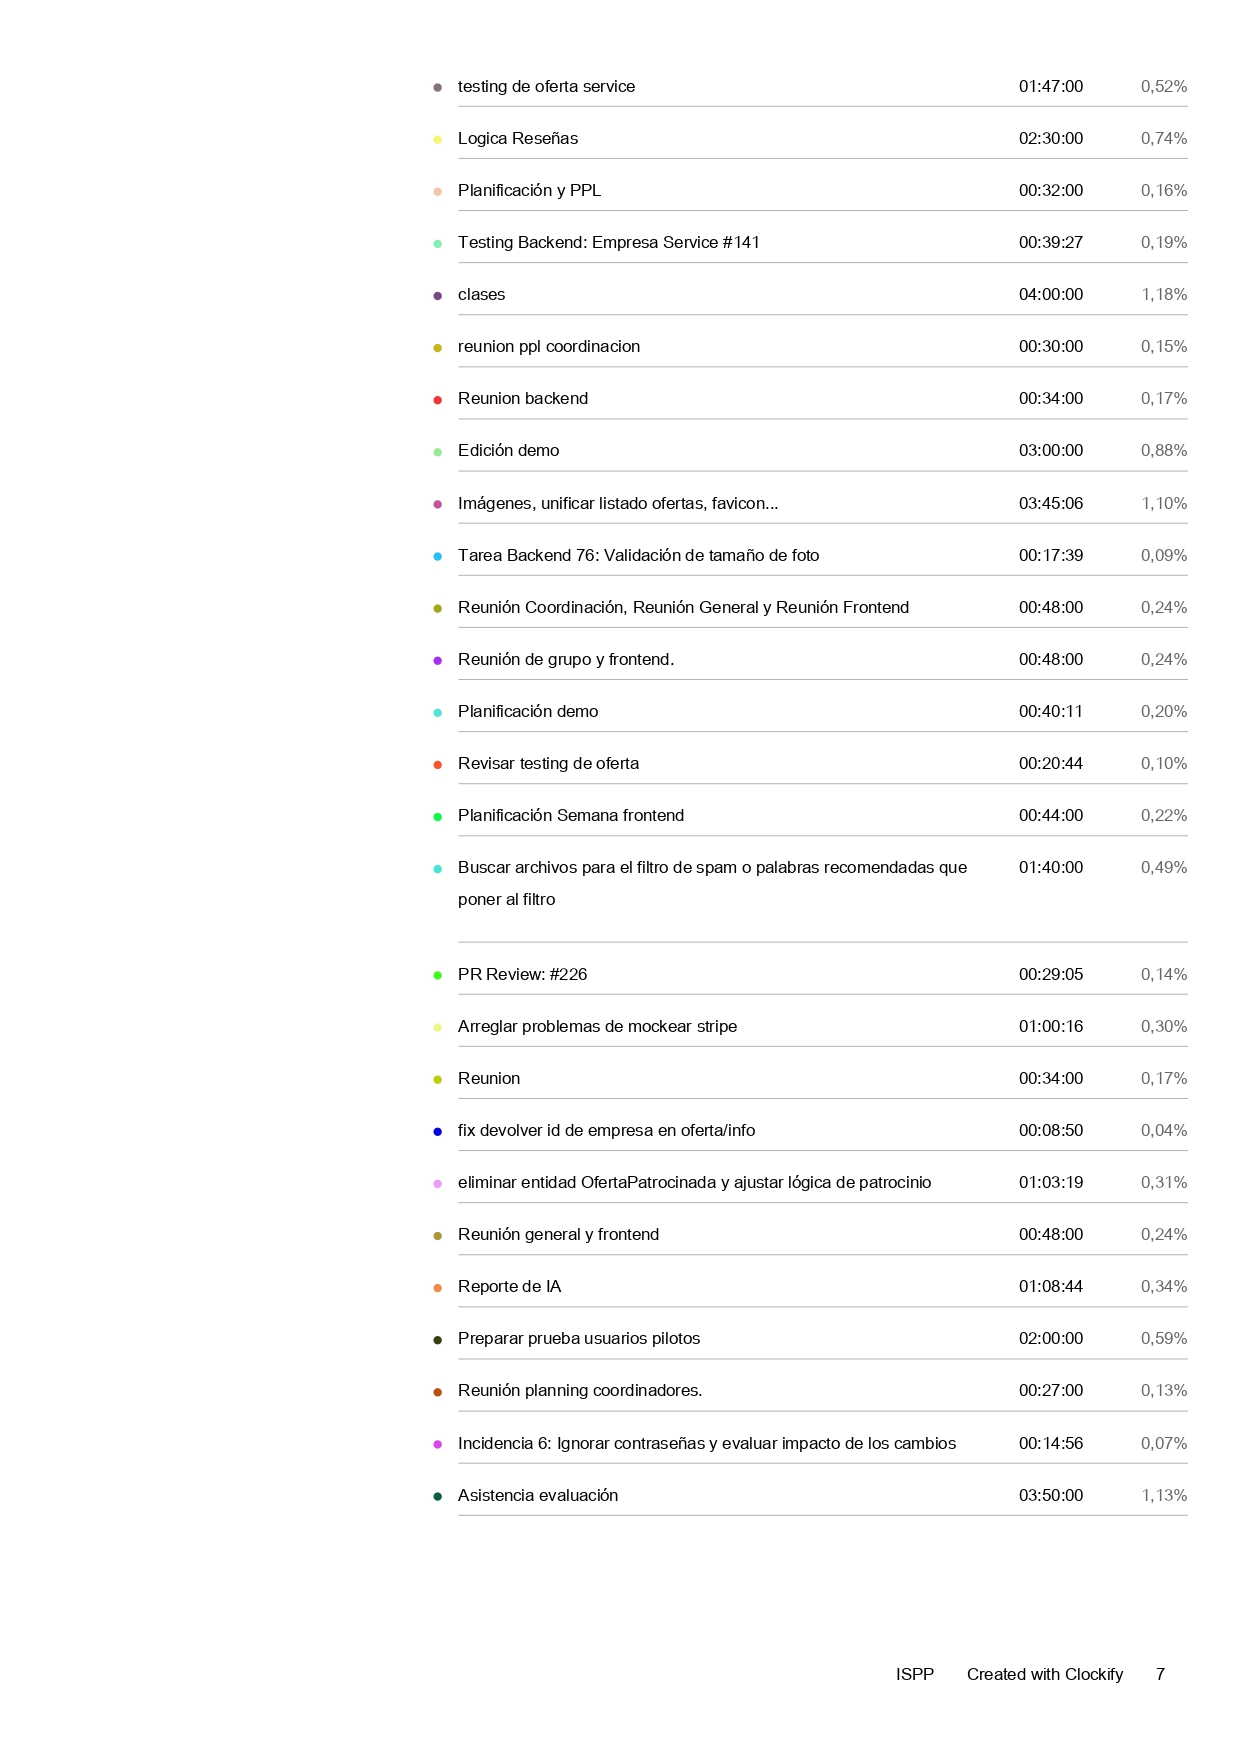 testing de oferta service 01:47:00 0,52%
Logica Reseñas 02:30:00 0,74%
Planificación y PPL 00:32:00 0,16%
Testing Backend: Empresa Service #141 00:39:27 0,19%
clases 04:00:00 1,18%
reunion ppl coordinacion 00:30:00 0,15%
Reunion backend 00:34:00 0,17%
Edición demo 03:00:00 0,88%
Imágenes, unificar listado ofertas, favicon... 03:45:06 1,10%
Tarea Backend 76: Validación de tamaño de foto 00:17:39 0,09%
Reunión Coordinación, Reunión General y Reunión Frontend 00:48:00 0,24%
Reunión de grupo y frontend. 00:48:00 0,24%
Planificación demo 00:40:11 0,20%
Revisar testing de oferta 00:20:44 0,10%
Planificación Semana frontend 00:44:00 0,22%
Buscar archivos para el filtro de spam o palabras recomendadas que 01:40:00 0,49%
poner al filtro
PR Review: #226 00:29:05 0,14%
Arreglar problemas de mockear stripe 01:00:16 0,30%
Reunion 00:34:00 0,17%
fix devolver id de empresa en oferta/info 00:08:50 0,04%
eliminar entidad OfertaPatrocinada y ajustar lógica de patrocinio 01:03:19 0,31%
Reunión general y frontend 00:48:00 0,24%
Reporte de IA 01:08:44 0,34%
Preparar prueba usuarios pilotos 02:00:00 0,59%
Reunión planning coordinadores. 00:27:00 0,13%
Incidencia 6: Ignorar contraseñas y evaluar impacto de los cambios 00:14:56 0,07%
Asistencia evaluación 03:50:00 1,13%
ISPP Created with Clockify 7